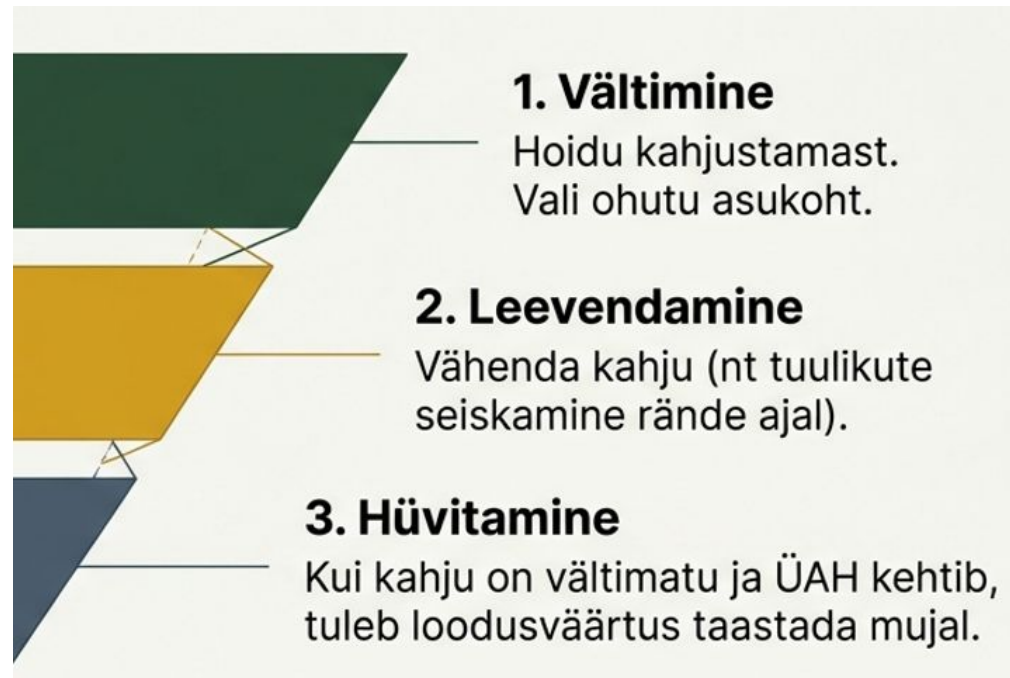 1. Vältimine
Hoidu kahjustamast.
Vali ohutu asukoht.
2. Leevendamine
Vähenda kahju (nt tuulikute
seiskamine rände ajal).
3. Hüvitamine
Kui kahju on vältimatu ja ÜAH kehtib,
tuleb loodusväärtus taastada mujal.